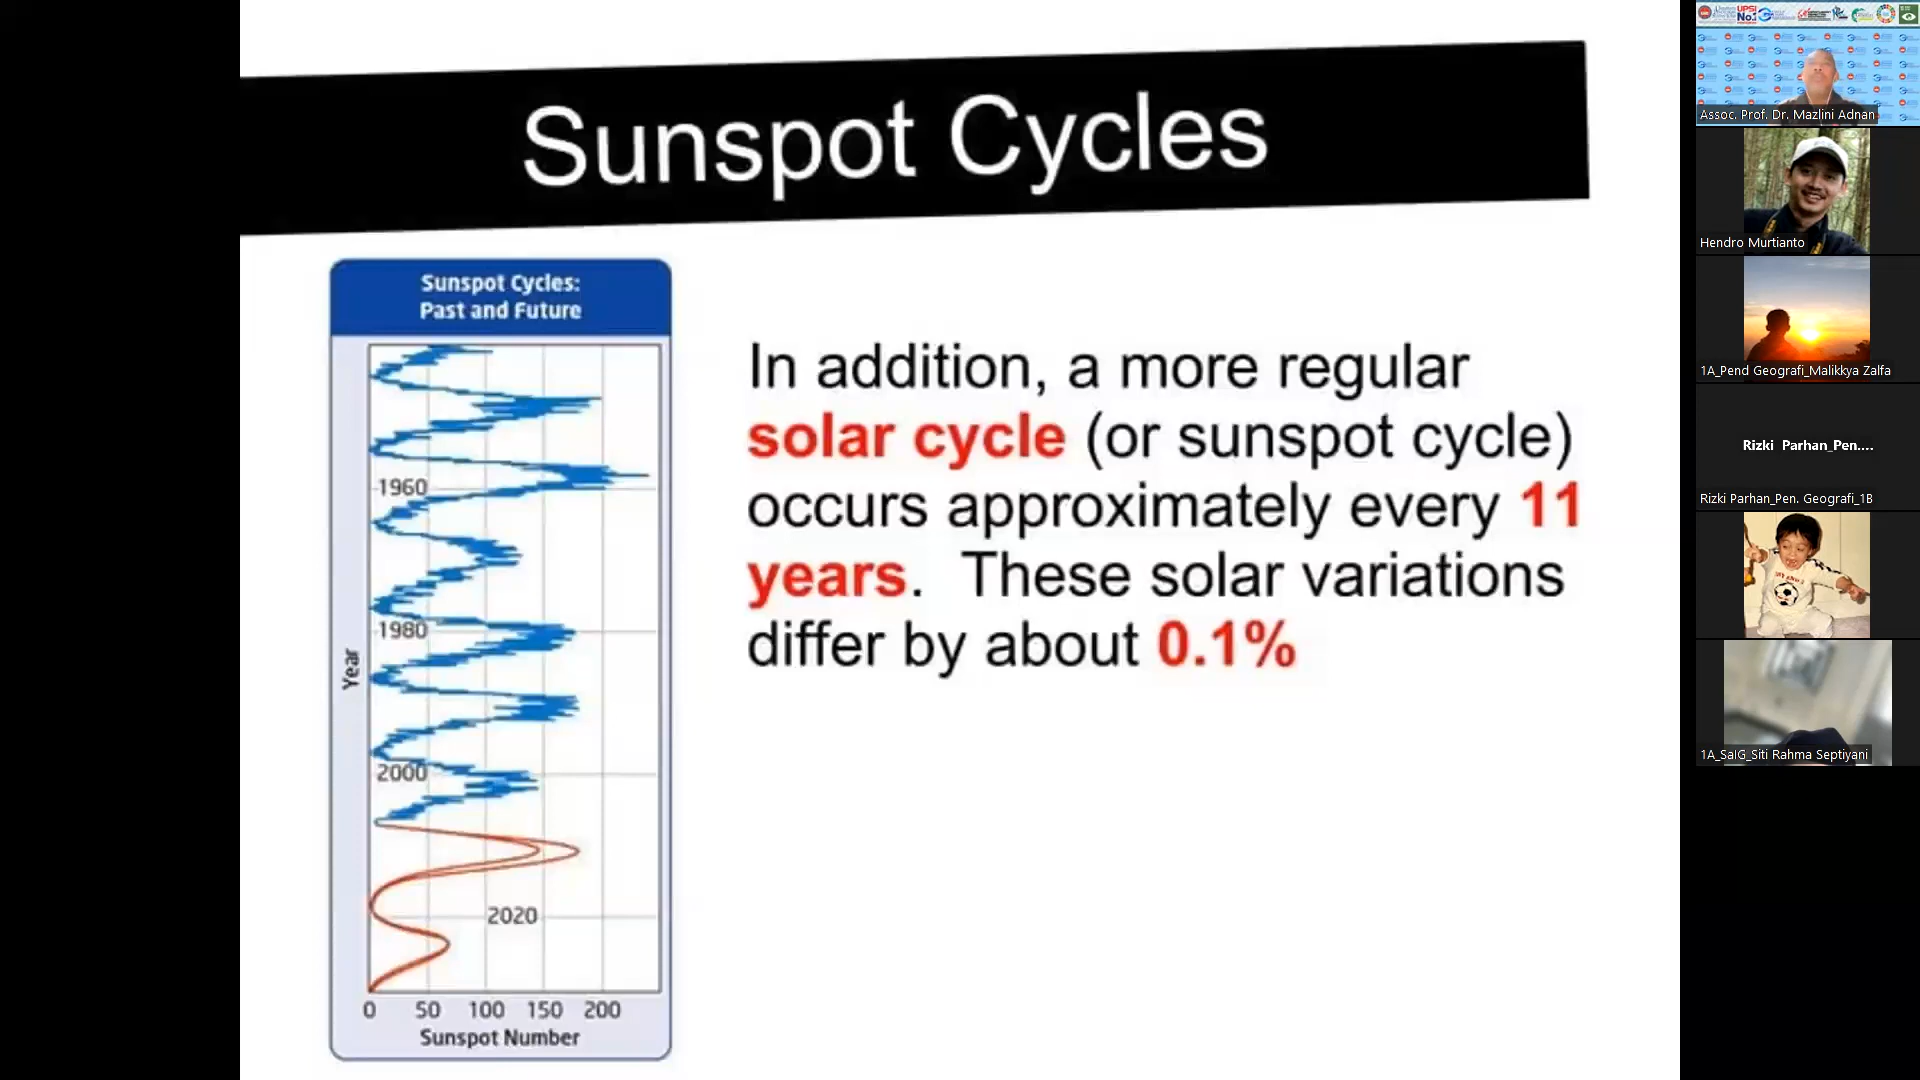 Sunspot Cycles
Sunspot Cycles:
Past and Future
1960
1980
2000
2020
Year
0 50 100 150 200
Sunspot Number
In addition, a more regular
solar cycle (or sunspot cycle)
occurs approximately every 11
years. These solar variations
differ by about 0.1%
UPSI
No.1
Assoc. Prof. Dr. Mazlini Adnan
Hendro Murtianto
1A_Pend Geografi_Malikkya Zalfa
Rizki Parhan_Pen....
Rizki Parhan_Pen. Geografi_1B
1A_SaIG_Siti Rahma Septiyani